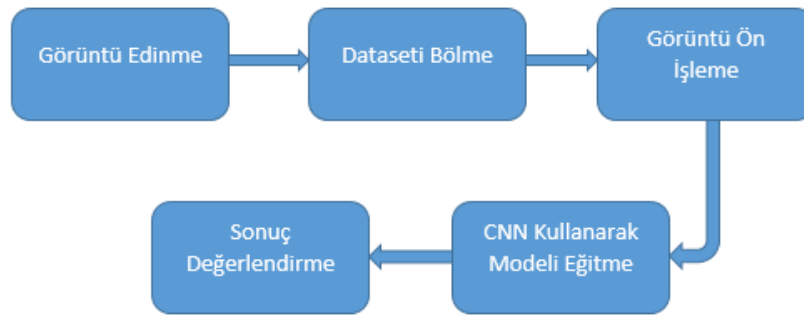 Görüntü Edinme
Dataseti Bölme
Görüntü Ön
İşleme
CNN Kullanarak
Modeli Eğitme
Sonuç
Değerlendirme